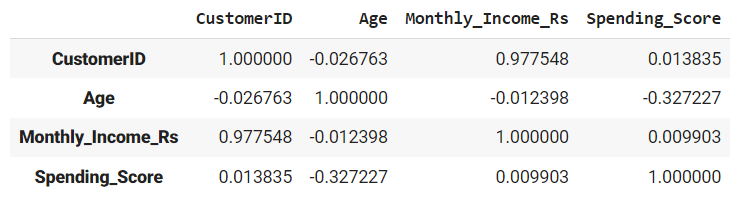 CustomerID Age Monthly_Income_Rs Spending_Score
CustomerID 1.000000 -0.026763 0.977548 0.013835
Age -0.026763 1.000000 -0.012398 -0.327227
Monthly_Income_Rs 0.977548 -0.012398 1.000000 0.009903
Spending_Score 0.013835 -0.327227 0.009903 1.000000